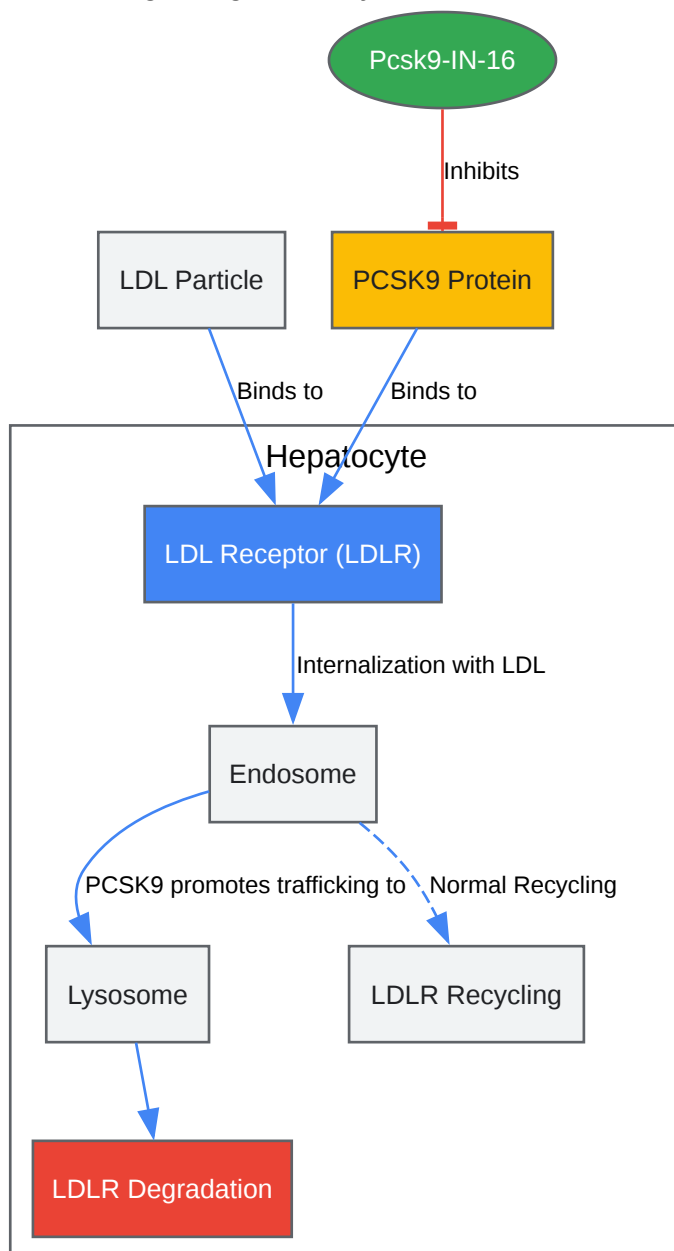 Pcsk9-IN-16
Inhibits
LDL Particle
PCSK9 Protein
Binds to
Binds to
Hepatocyte
LDL Receptor (LDLR)
Internalization with LDL
Endosome
PCSK9 promotes trafficking to
Normal Recycling
Lysosome
LDLR Recycling
LDLR Degradation